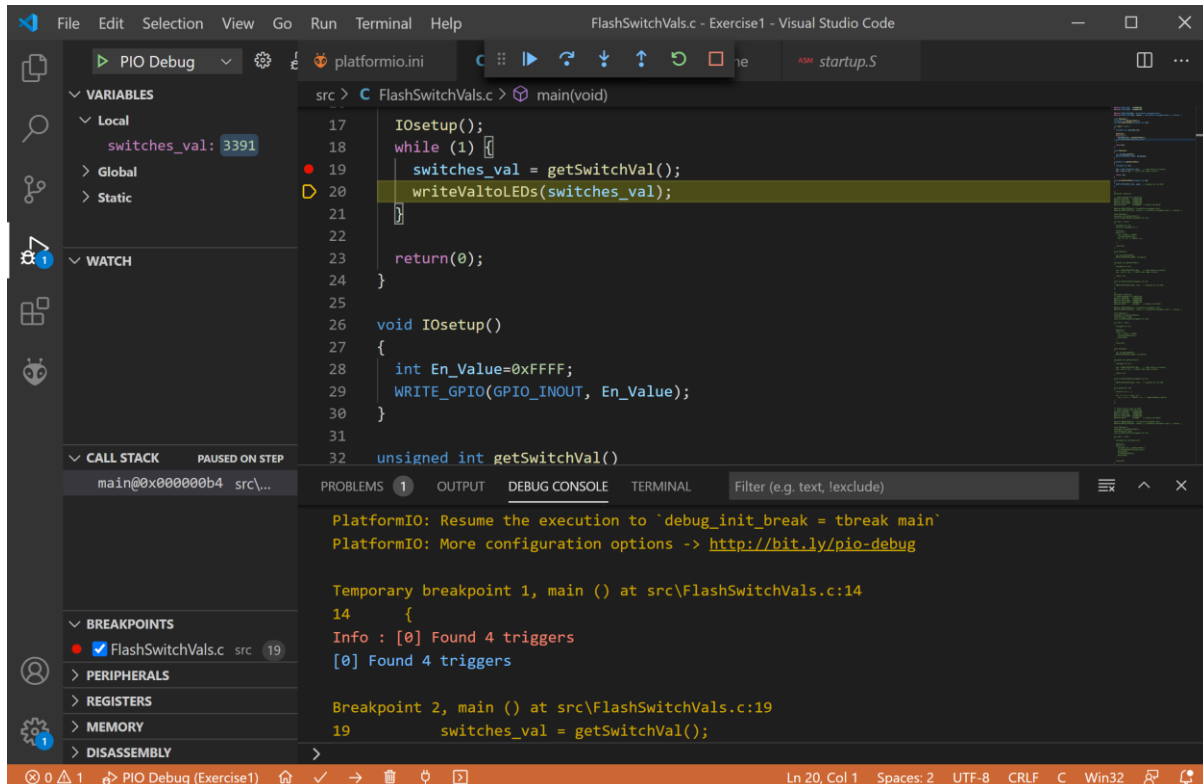 File Edit Selection View Go Run Terminal Help FlashSwitchVals.c - Exercise1 - Visual Studio Code
PIO Debug
platformio.ini
startup.S
VARIABLES
Local
switches_val: 3391
Global
Static
WATCH
CALL STACK PAUSED ON STEP
main@0x000000b4 src\...
BREAKPOINTS
FlashSwitchVals.c src 19
PERIPHERALS
REGISTERS
MEMORY
DISASSEMBLY
src > C FlashSwitchVals.c > main(void)
17 IOsetup();
18 while (1) {
19 switches_val = getSwitchVal();
20 writeValtoLEDs(switches_val);
21 }
22
23 return(0);
24 }
25
26 void IOsetup()
27 {
28 int En_Value=0xFFFF;
29 WRITE_GPIO(GPIO_INOUT, En_Value);
30 }
31
32 unsigned int getSwitchVal()
PROBLEMS 1 OUTPUT DEBUG CONSOLE TERMINAL Filter (e.g. text, !exclude)
PlatformIO: Resume the execution to `debug_init_break = tbreak main`
PlatformIO: More configuration options -> http://bit.ly/pio-debug
Temporary breakpoint 1, main () at src\FlashSwitchVals.c:14
14 {
Info : [0] Found 4 triggers
[0] Found 4 triggers
Breakpoint 2, main () at src\FlashSwitchVals.c:19
19 switches_val = getSwitchVal();
>
0 1 PIO Debug (Exercise1) Ln 20, Col 1 Spaces: 2 UTF-8 CRLF C Win32